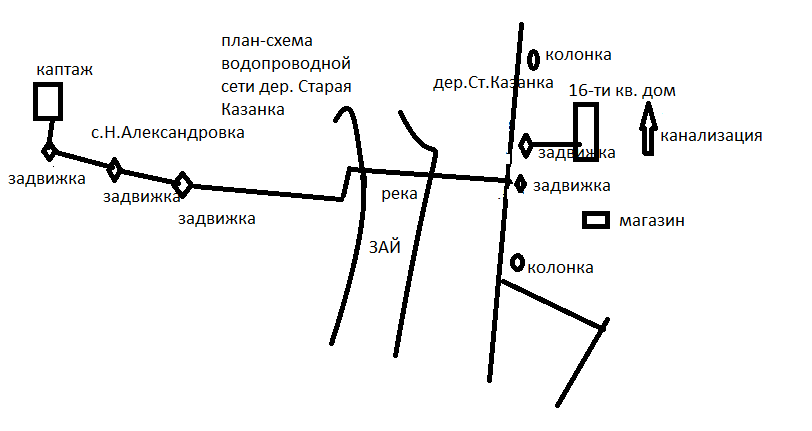 план-схема
водопроводной
сети дер. Старая
Казанка
каптаж
с.Н.Александровка
задвижка
задвижка
задвижка
река
ЗАЙ
дер.Ст.Казанка
колонка
16-ти кв. дом
канализация
задвижка
задвижка
магазин
колонка